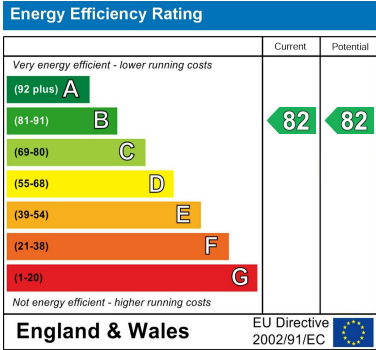 Energy Efficiency Rating
Current Potential
Very energy efficient - lower running costs
(92 plus) A
(81-91) B 82 82
(69-80) C
(55-68) D
(39-54) E
(21-38) F
(1-20) G
Not energy efficient - higher running costs
England & Wales
EU Directive
2002/91/EC